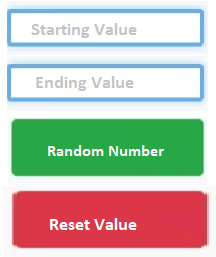 Starting Value
Ending Value
Random Number
Reset Value